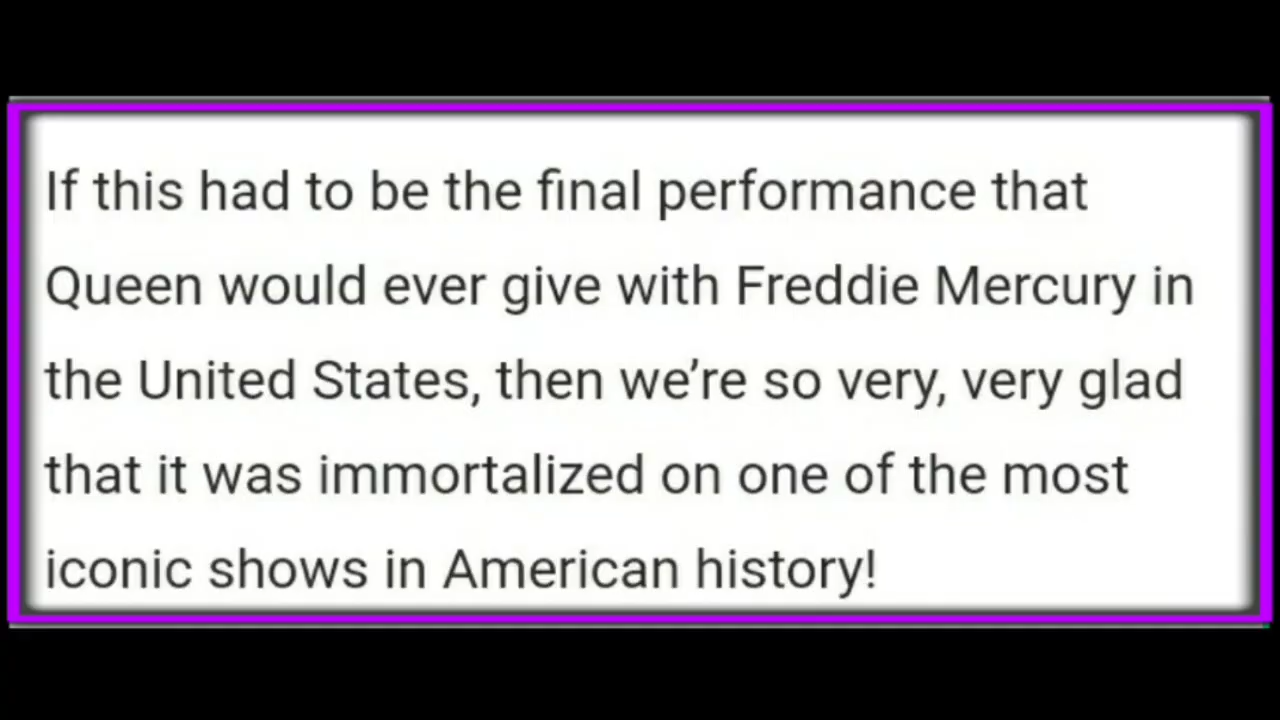 If this had to be the final performance that
Queen would ever give with Freddie Mercury in
the United States, then we’re so very, very glad
that it was immortalized on one of the most
iconic shows in American history!